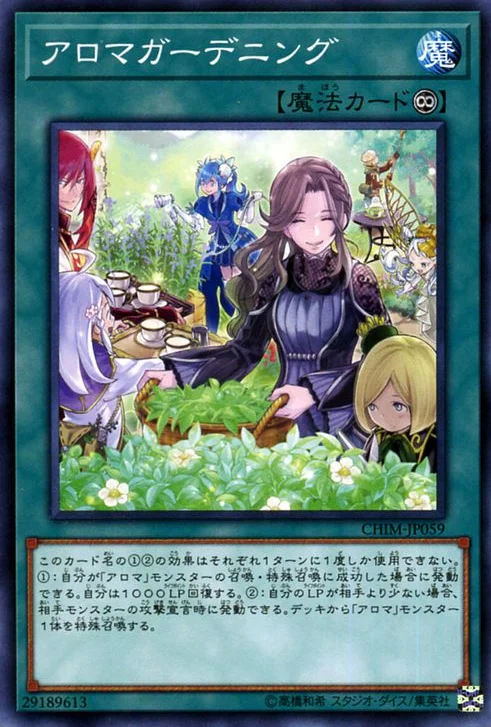 アロマガーデニング
魔
【魔法カード】
CHIM-JP059
このカード名の①②の効果はそれぞれ1ターンに1度しか使用できない。
①:自分が「アロマ」モンスターの召喚・特殊召喚に成功した場合に発動
できる。自分は1000LP回復する。②:自分のLPが相手より少ない場合、
相手モンスターの攻撃宣言時に発動できる。デッキから「アロマ」モンスター
1体を特殊召喚する。
29189613
©高橋和希 スタジオ・ダイス/集英社